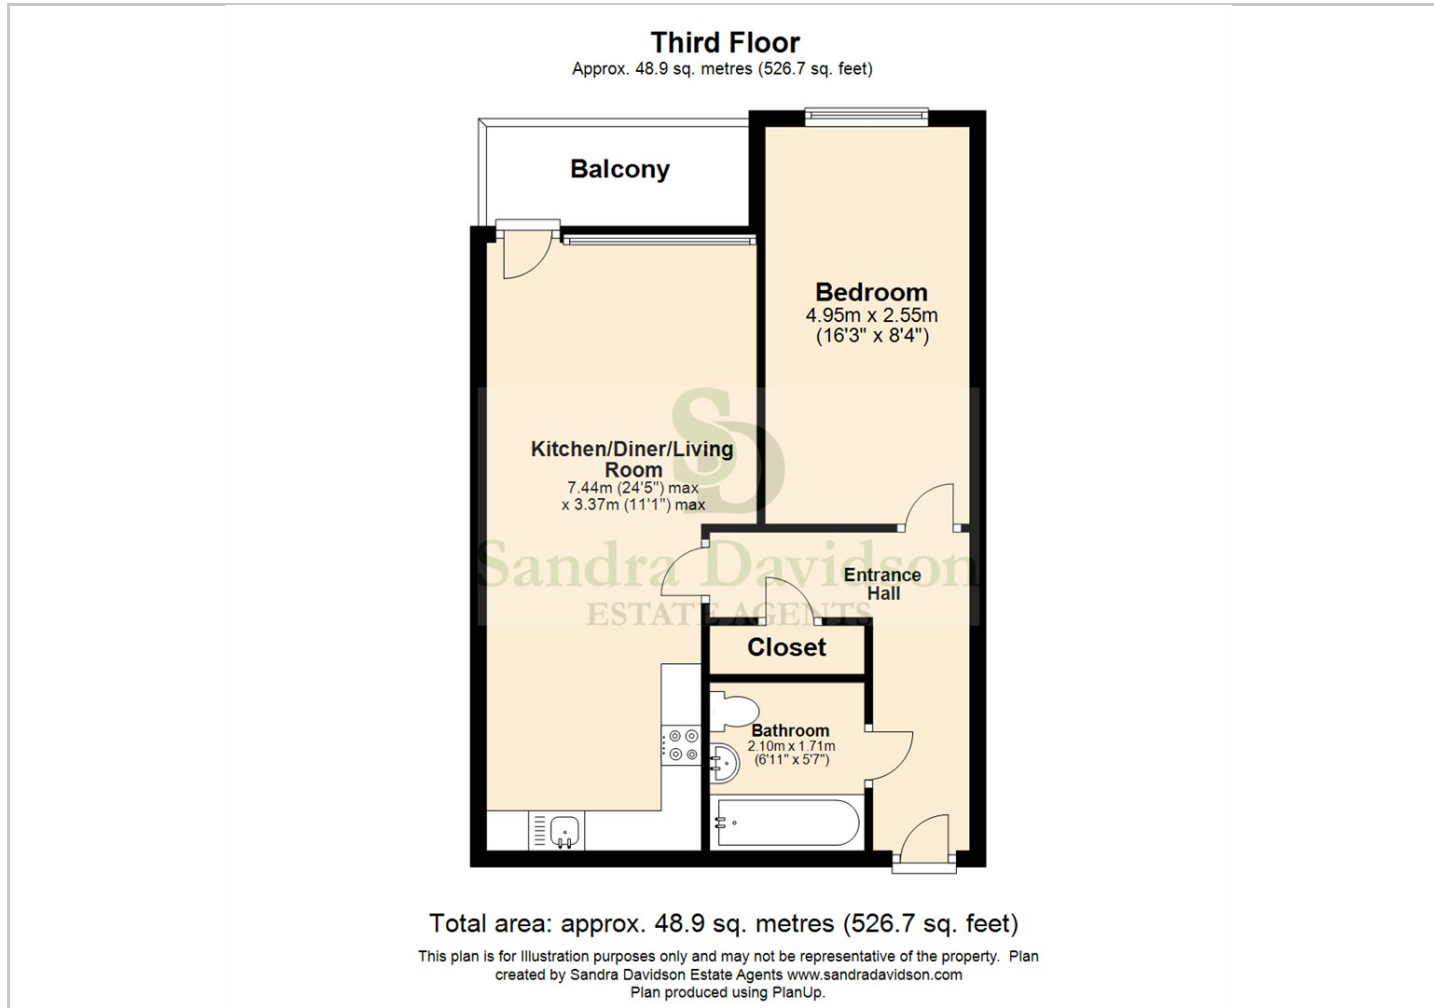 Third Floor
Approx. 48.9 sq. metres (526.7 sq. feet)
Balcony
Bedroom
4.95m x 2.55m
(16'3" x 8'4")
Kitchen/Diner/Living
Room
7.44m (24'5") max
x 3.37m (11'1") max
SD
Sandra Davidson
ESTATE AGENTS
Entrance
Hall
Closet
Bathroom
2.10m x 1.71m
(6'11" x 5'7")
Total area: approx. 48.9 sq. metres (526.7 sq. feet)
This plan is for Illustration purposes only and may not be representative of the property. Plan
created by Sandra Davidson Estate Agents www.sandradavidson.com
Plan produced using PlanUp.